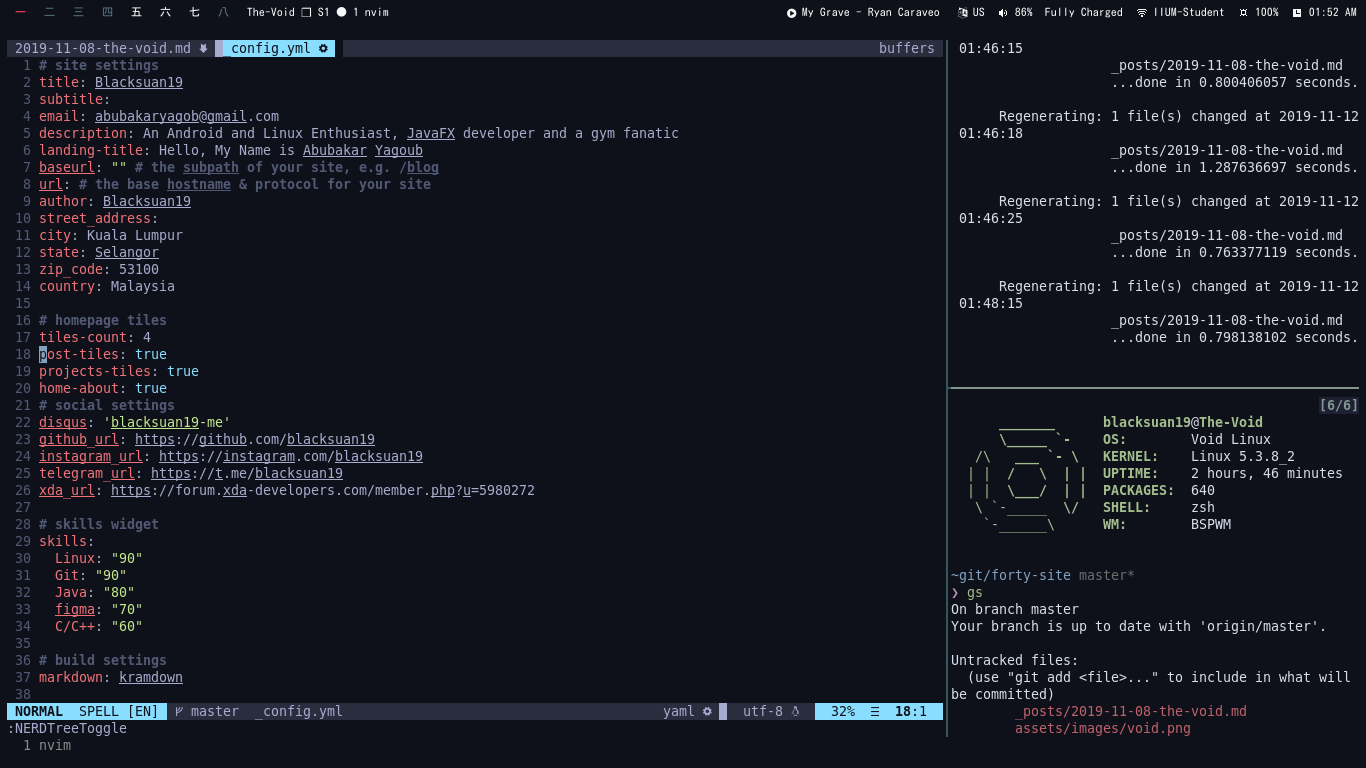 一 二 三 四 五 六 七 八 The-Void S1 1 nvim My Grave - Ryan Caraveo US 86% Fully Charged IIUM-Student 100% 01:52 AM
2019-11-08-the-void.md _config.yml buffers
1 # site settings
2 title: Blacksuan19
3 subtitle:
4 email: abubakaryagob@gmail.com
5 description: An Android and Linux Enthusiast, JavaFX developer and a gym fanatic
6 landing-title: Hello, My Name is Abubakar Yagoub
7 baseurl: "" # the subpath of your site, e.g. /blog
8 url: # the base hostname & protocol for your site
9 author: Blacksuan19
10 street_address:
11 city: Kuala Lumpur
12 state: Selangor
13 zip_code: 53100
14 country: Malaysia
15
16 # homepage tiles
17 tiles-count: 4
18 post-tiles: true
19 projects-tiles: true
20 home-about: true
21 # social settings
22 disqus: 'blacksuan19-me'
23 github_url: https://github.com/blacksuan19
24 instagram_url: https://instagram.com/blacksuan19
25 telegram_url: https://t.me/blacksuan19
26 xda_url: https://forum.xda-developers.com/member.php?u=5980272
27
28 # skills widget
29 skills:
30 Linux: "90"
31 Git: "90"
32 Java: "80"
33 figma: "70"
34 C/C++: "60"
35
36 # build settings
37 markdown: kramdown
38
NORMAL SPELL [EN] master _config.yml yaml utf-8 32% ☰ 18:1
:NERDTreeToggle
1 nvim
01:46:15
_posts/2019-11-08-the-void.md
...done in 0.800406057 seconds.
Regenerating: 1 file(s) changed at 2019-11-12
01:46:18
_posts/2019-11-08-the-void.md
...done in 1.287636697 seconds.
Regenerating: 1 file(s) changed at 2019-11-12
01:46:25
_posts/2019-11-08-the-void.md
...done in 0.763377119 seconds.
Regenerating: 1 file(s) changed at 2019-11-12
01:48:15
_posts/2019-11-08-the-void.md
...done in 0.798138102 seconds.
[6/6]
blacksuan19@The-Void
OS: Void Linux
KERNEL: Linux 5.3.8_2
UPTIME: 2 hours, 46 minutes
PACKAGES: 640
SHELL: zsh
WM: BSPWM
~git/forty-site master*
❯ gs
On branch master
Your branch is up to date with 'origin/master'.
Untracked files:
(use "git add <file>..." to include in what will
be committed)
_posts/2019-11-08-the-void.md
assets/images/void.png